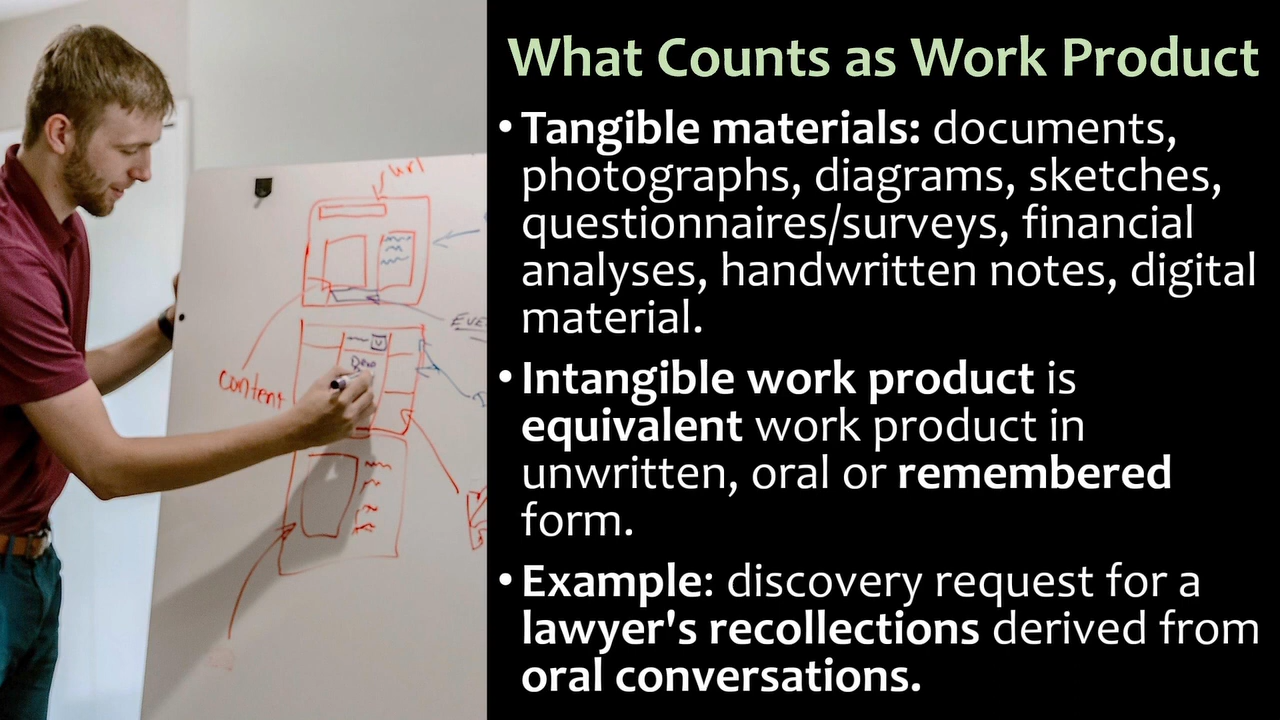 What Counts as Work Product
• Tangible materials: documents,
photographs, diagrams, sketches,
questionnaires/surveys, financial
analyses, handwritten notes, digital
material.
• Intangible work product is
equivalent work product in
unwritten, oral or remembered
form.
• Example: discovery request for a
lawyer's recollections derived from
oral conversations.
url
content